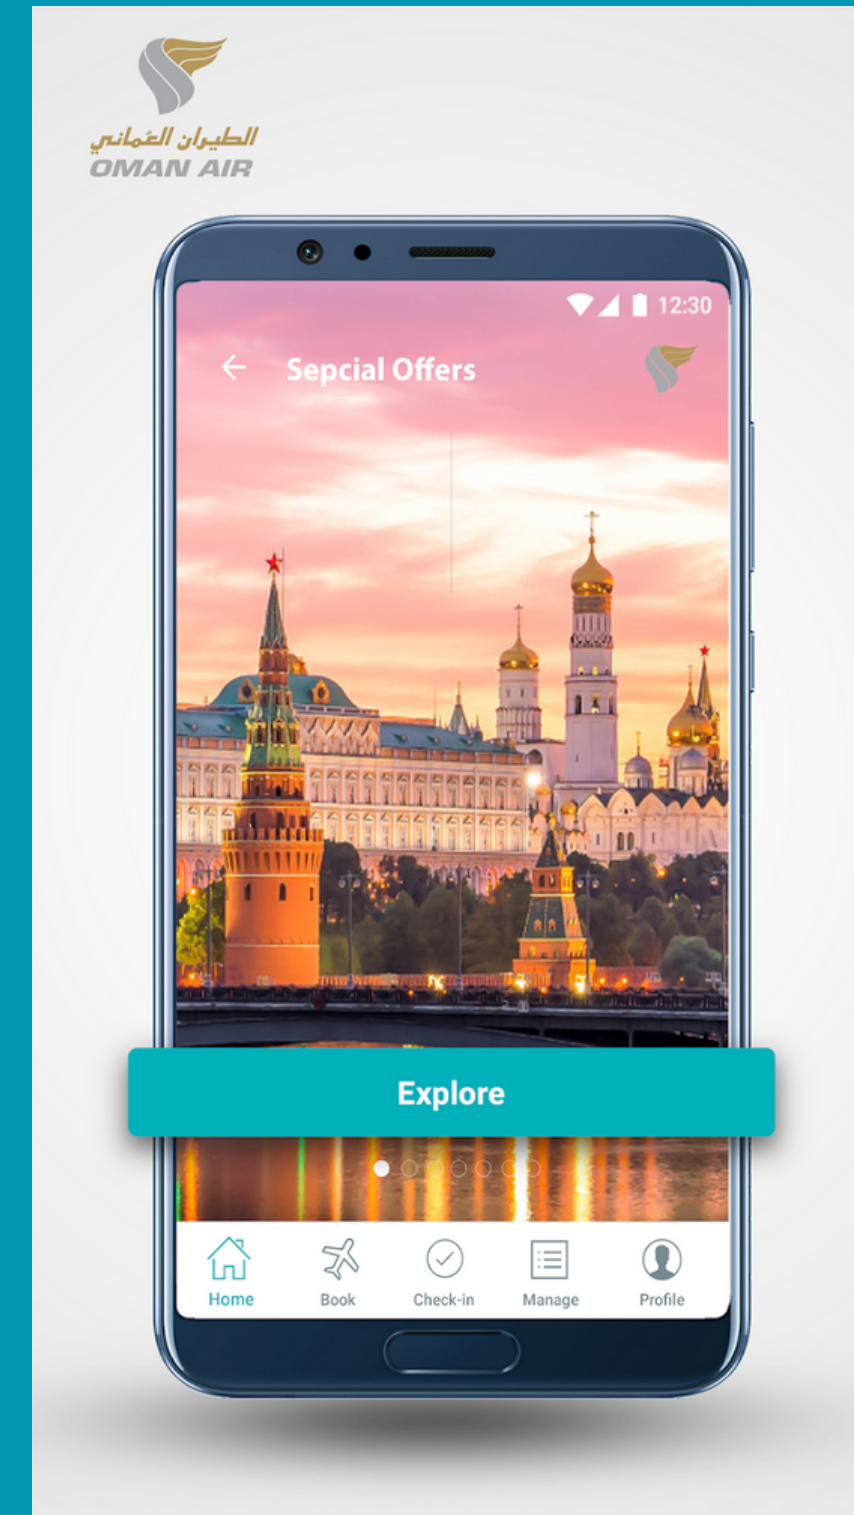 الطيران العُماني
OMAN AIR
12:30
Sepcial Offers
Explore
Home
Book
Check-in
Manage
Profile